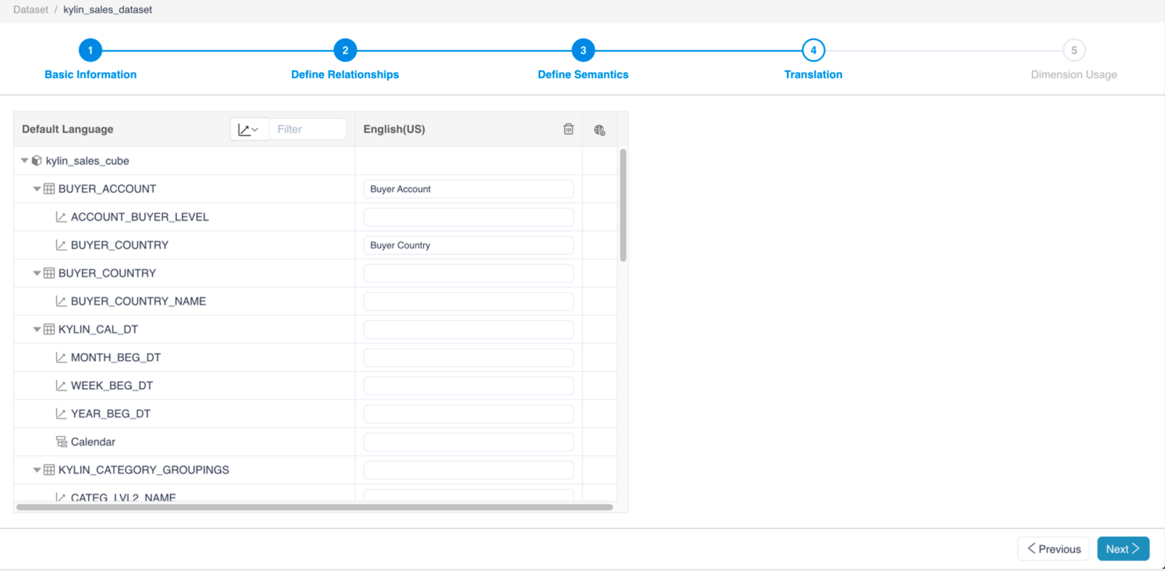 Dataset / kylin_sales_dataset
1 2 3 4 5
Basic Information Define Relationships Define Semantics Translation Dimension Usage
Default Language Filter English(US)
kylin_sales_cube
BUYER_ACCOUNT Buyer Account
ACCOUNT_BUYER_LEVEL
BUYER_COUNTRY Buyer Country
BUYER_COUNTRY
BUYER_COUNTRY_NAME
KYLIN_CAL_DT
MONTH_BEG_DT
WEEK_BEG_DT
YEAR_BEG_DT
Calendar
KYLIN_CATEGORY_GROUPINGS
CATEG_LVL2_NAME
Previous Next